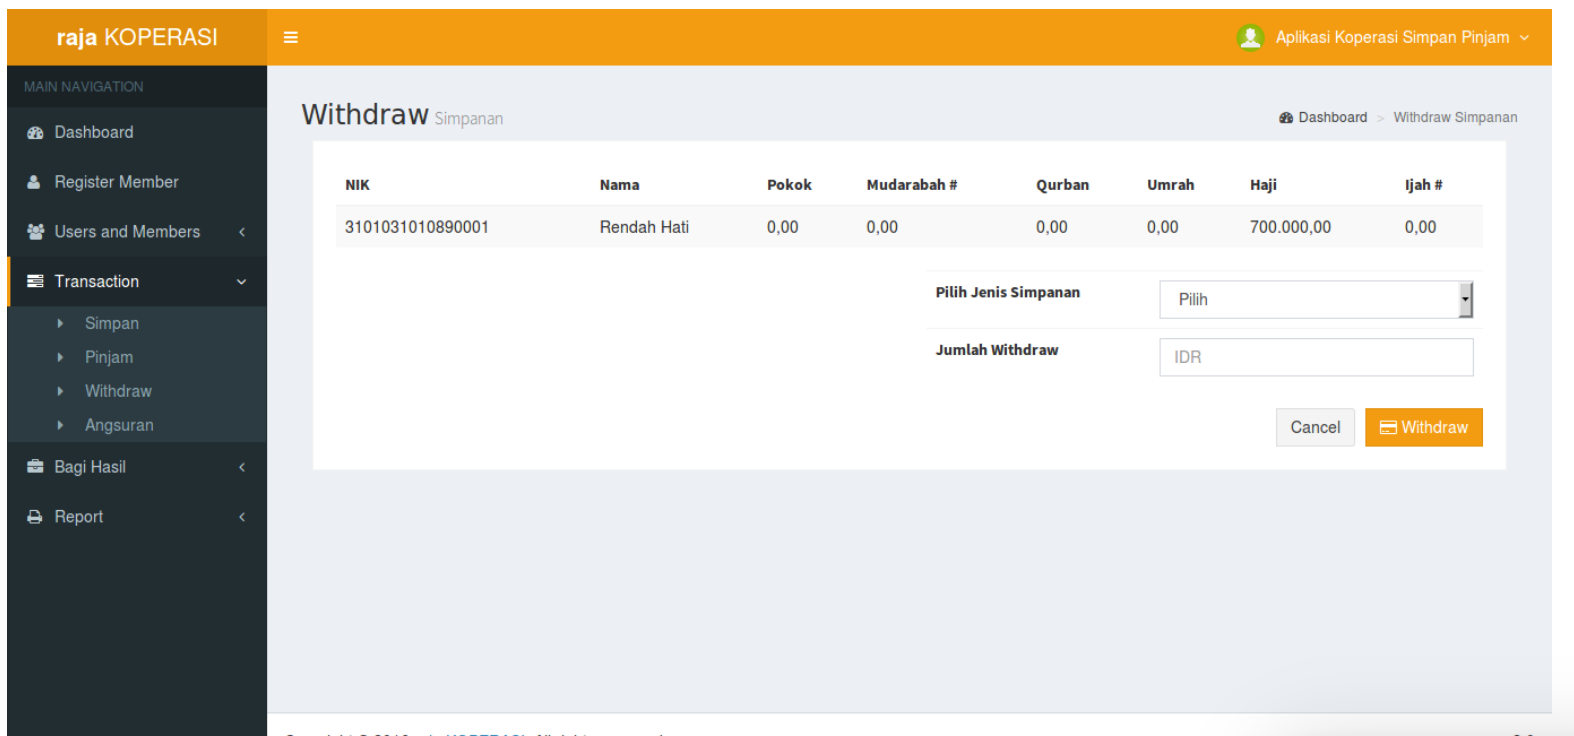 raja KOPERASI
Aplikasi Koperasi Simpan Pinjam
MAIN NAVIGATION
Dashboard
Register Member
Users and Members
Transaction
Simpan
Pinjam
Withdraw
Angsuran
Bagi Hasil
Report
Withdraw Simpanan
Dashboard > Withdraw Simpanan
NIK Nama Pokok Mudarabah # Qurban Umrah Haji Ijah #
3101031010890001 Rendah Hati 0,00 0,00 0,00 0,00 700.000,00 0,00
Pilih Jenis Simpanan Pilih
Jumlah Withdraw IDR
Cancel Withdraw